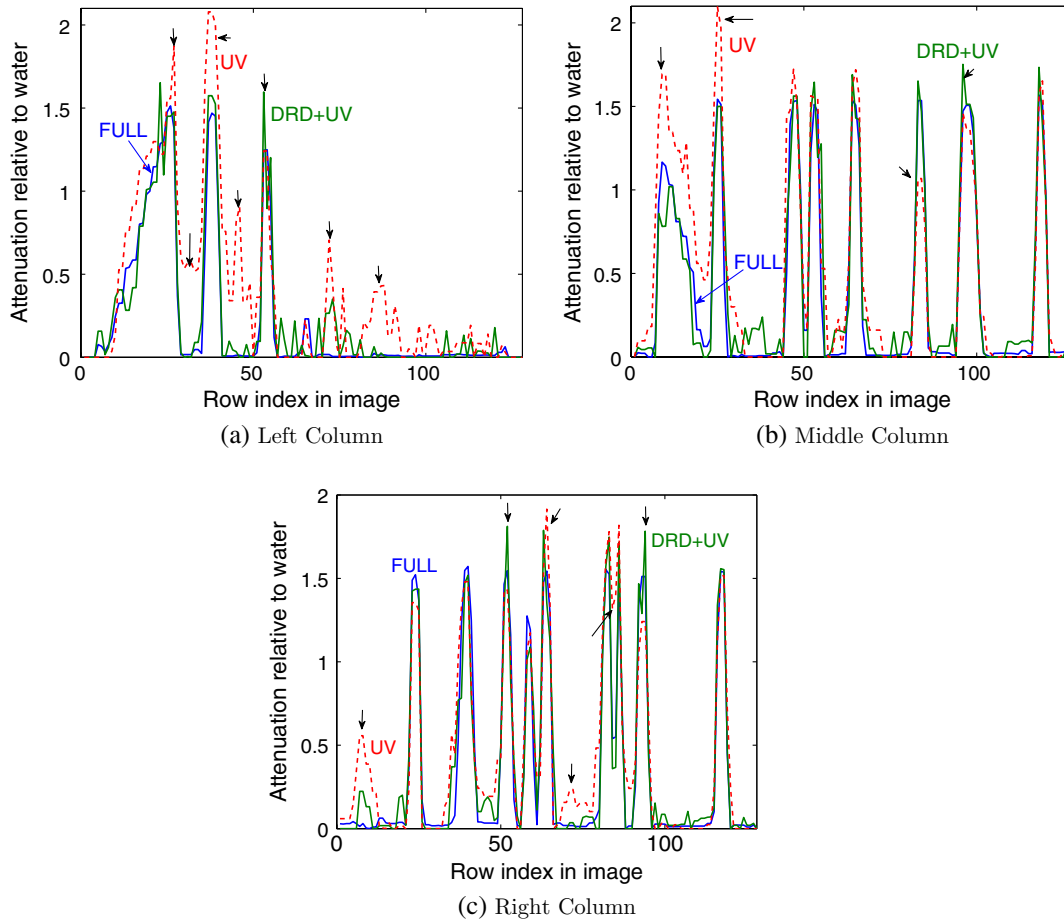 Attenuation relative to water
2
1.5
1
0.5
0
50
100
FULL
UV
DRD+UV
Row index in image
(a) Left Column
Attenuation relative to water
2
1.5
1
0.5
0
0
50
100
UV
DRD+UV
FULL
Row index in image
(b) Middle Column
Attenuation relative to water
2
1.5
1
0.5
0
0
50
100
FULL
DRD+UV
UV
Row index in image
(c) Right Column